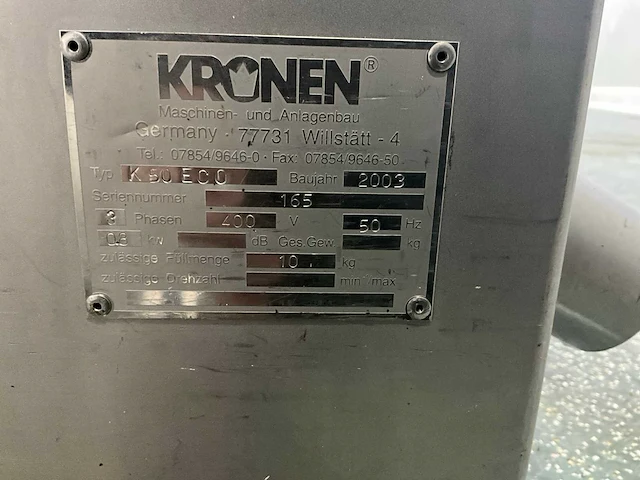 KRONEN®
Maschinen- und Anlagenbau
Germany · 77731 Willstätt - 4
Tel.: 07854/9646-0 · Fax: 07854/9646-50
Typ K 50 ECO Baujahr 2003
Seriennummer 165
3 Phasen 400 V 50 Hz
0.8 kw dB Ges.Gew kg
zulässige Füllmenge 10 kg
zulässige Drehzahl min /max